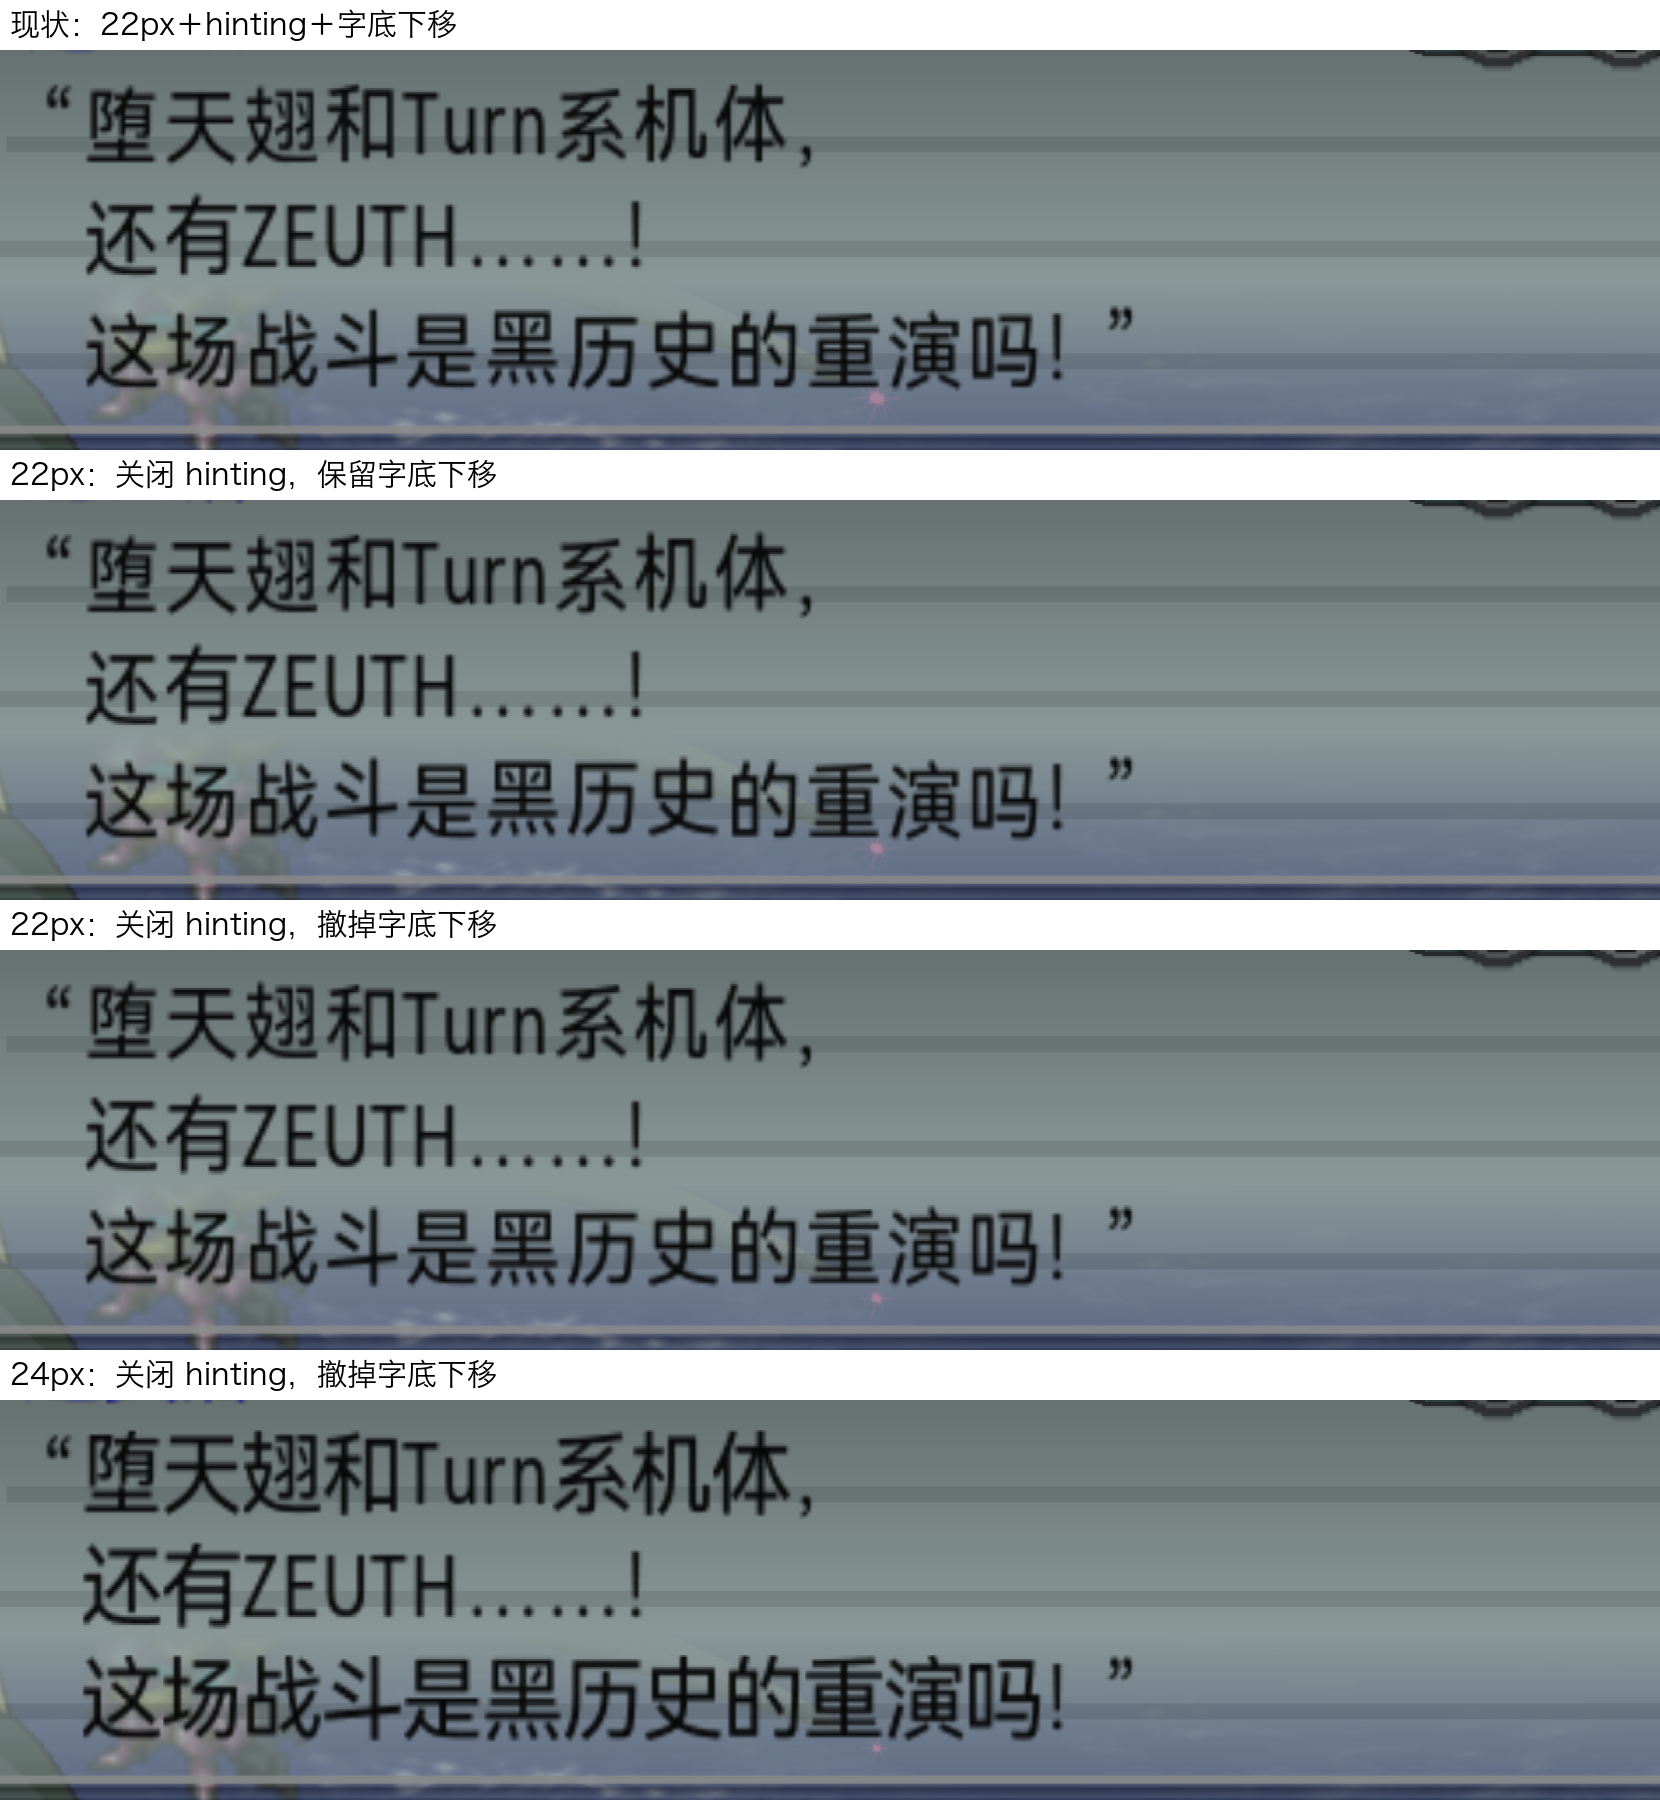 现状：22px＋hinting＋字底下移
“堕天翅和Turn系机体，
还有ZEUTH……！
这场战斗是黑历史的重演吗！”
22px：关闭 hinting，保留字底下移
“堕天翅和Turn系机体，
还有ZEUTH……！
这场战斗是黑历史的重演吗！”
22px：关闭 hinting，撤掉字底下移
“堕天翅和Turn系机体，
还有ZEUTH……！
这场战斗是黑历史的重演吗！”
24px：关闭 hinting，撤掉字底下移
“堕天翅和Turn系机体，
还有ZEUTH……！
这场战斗是黑历史的重演吗！”